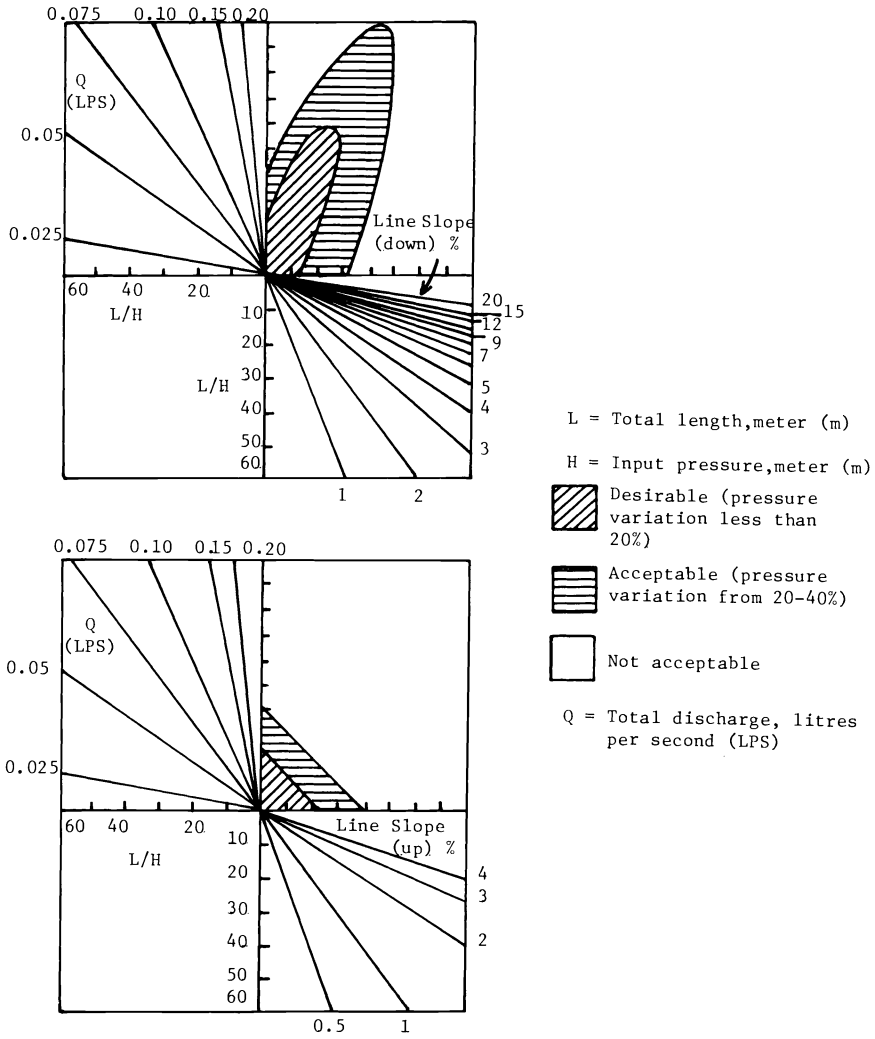 0.075 0.10 0.15 0.20
Q
(LPS)
0.05
0.025
Line Slope
(down) %
60 40 20
L/H
10
20
30
40
50
60
L/H
20
15
12
9
7
5
4
3
1 2
L = Total length,meter (m)
H = Input pressure,meter (m)
Desirable (pressure
variation less than
20%)
Acceptable (pressure
variation from 20-40%)
Not acceptable
Q = Total discharge, litres
per second (LPS)
0.075 0.10 0.15 0.20
Q
(LPS)
0.05
0.025
60 40 20
L/H
Line Slope
(up) %
10
20
30
40
50
60
4
3
2
0.5 1